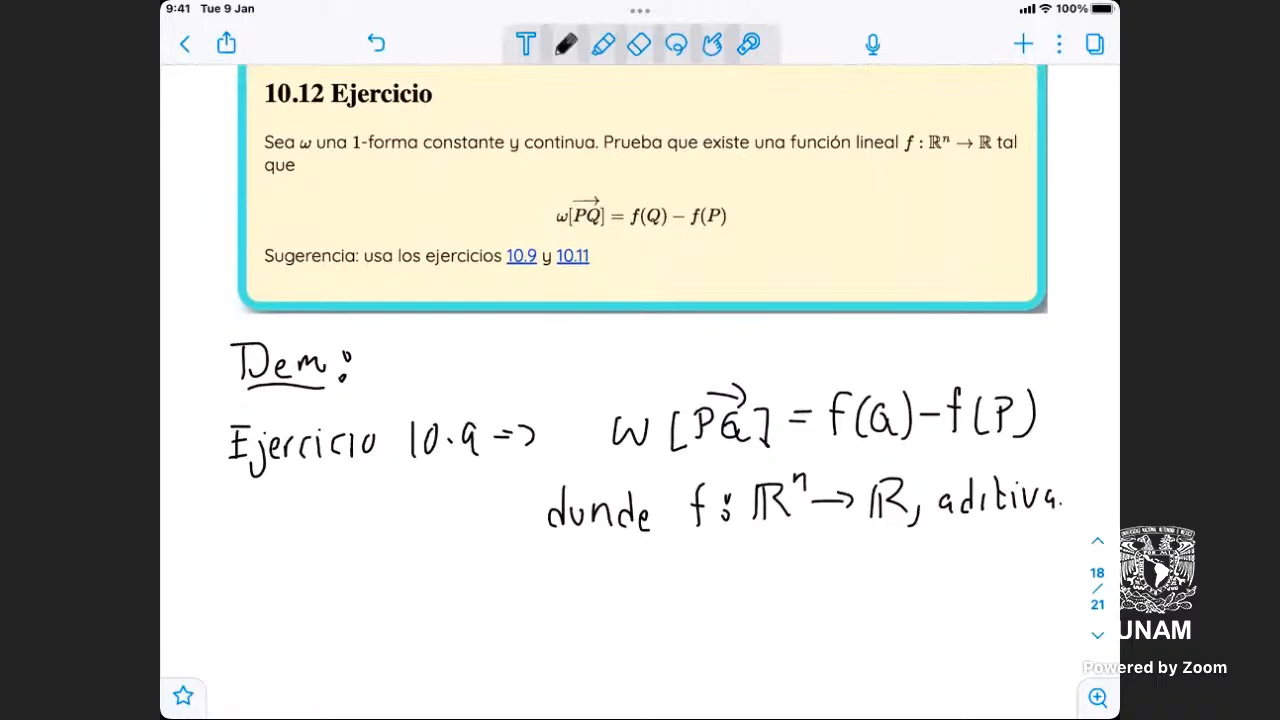 9:41 Tue 9 Jan
100%
10.12 Ejercicio
Sea ω una 1-forma constante y continua. Prueba que existe una función lineal f : ℝⁿ → ℝ tal
que
ω[PQ] = f(Q) − f(P)
Sugerencia: usa los ejercicios 10.9 y 10.11
Dem:
Ejercicio 10.9 => ω [PQ] = f(Q) - f(P)
donde f: ℝⁿ → ℝ, aditiva.
18
/
21
UNAM
Powered by Zoom